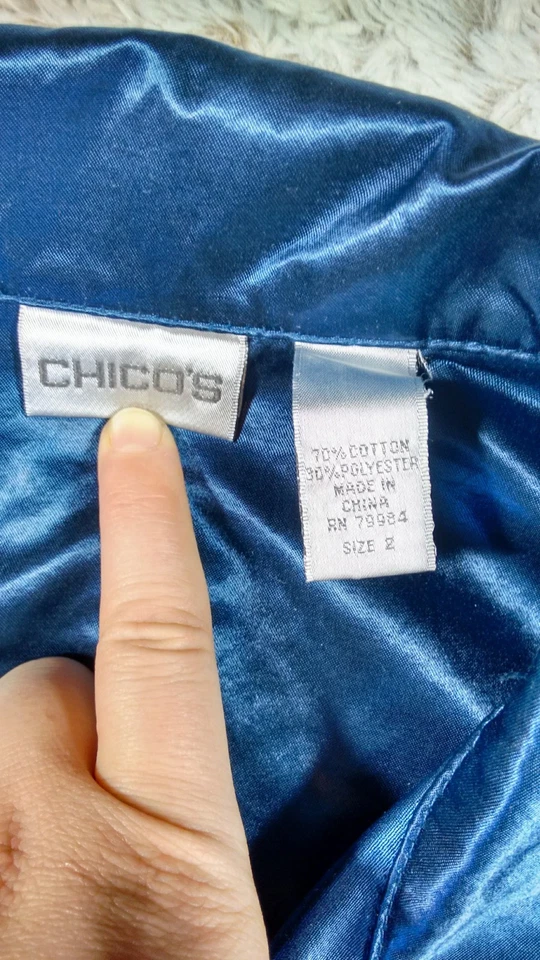 CHICO'S
70% COTTON
30% POLYESTER
MADE IN
CHINA
RN 79984
SIZE 2